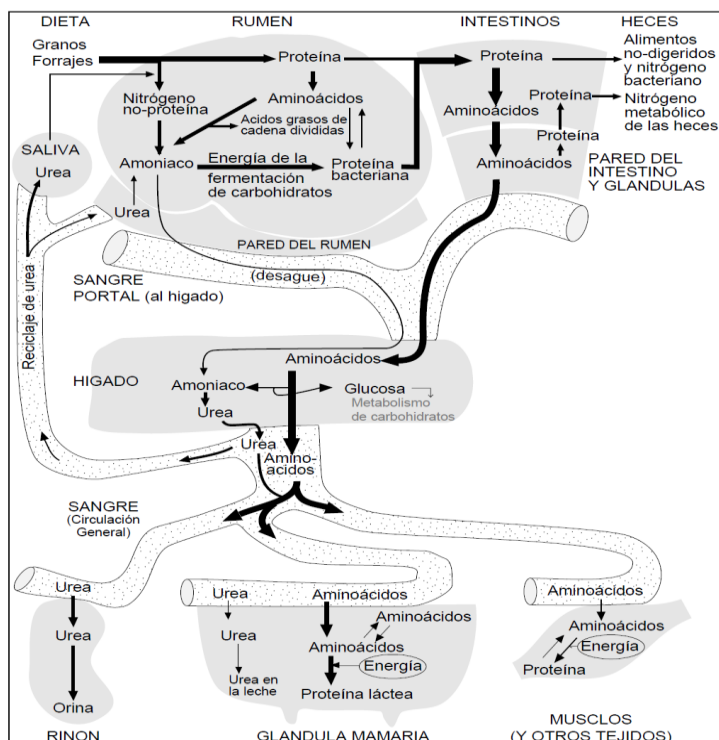 DIETA
RUMEN
INTESTINOS
HECES
Granos
Forrajes
Proteína
Proteína
Alimentos
no-digeridos
y nitrógeno
bacteriano
Nitrógeno
no-proteína
Aminoácidos
Aminoácidos
Proteína
Nitrógeno
metabólico
de las heces
Acidos grasos de
cadena divididas
Proteína
SALIVA
Urea
Amoniaco
Energía de la
fermentación
de carbohidratos
Proteína
bacteriana
Aminoácidos
PARED DEL
INTESTINO
Y GLANDULAS
Urea
PARED DEL RUMEN
(desague)
SANGRE
PORTAL (al higado)
Reciclaje de urea
HIGADO
Aminoácidos
Amoniaco
Glucosa
Metabolismo
de carbohidratos
Urea
Urea
Amino-
acidos
SANGRE
(Circulación
General)
Urea
Urea
Aminoácidos
Aminoácidos
Urea
Urea
Aminoácidos
Aminoácidos
Aminoácidos
Energía
Energía
Proteína
Urea en
la leche
Proteína láctea
Orina
RINON
GLANDULA MAMARIA
MUSCLOS
(Y OTROS TEJIDOS)